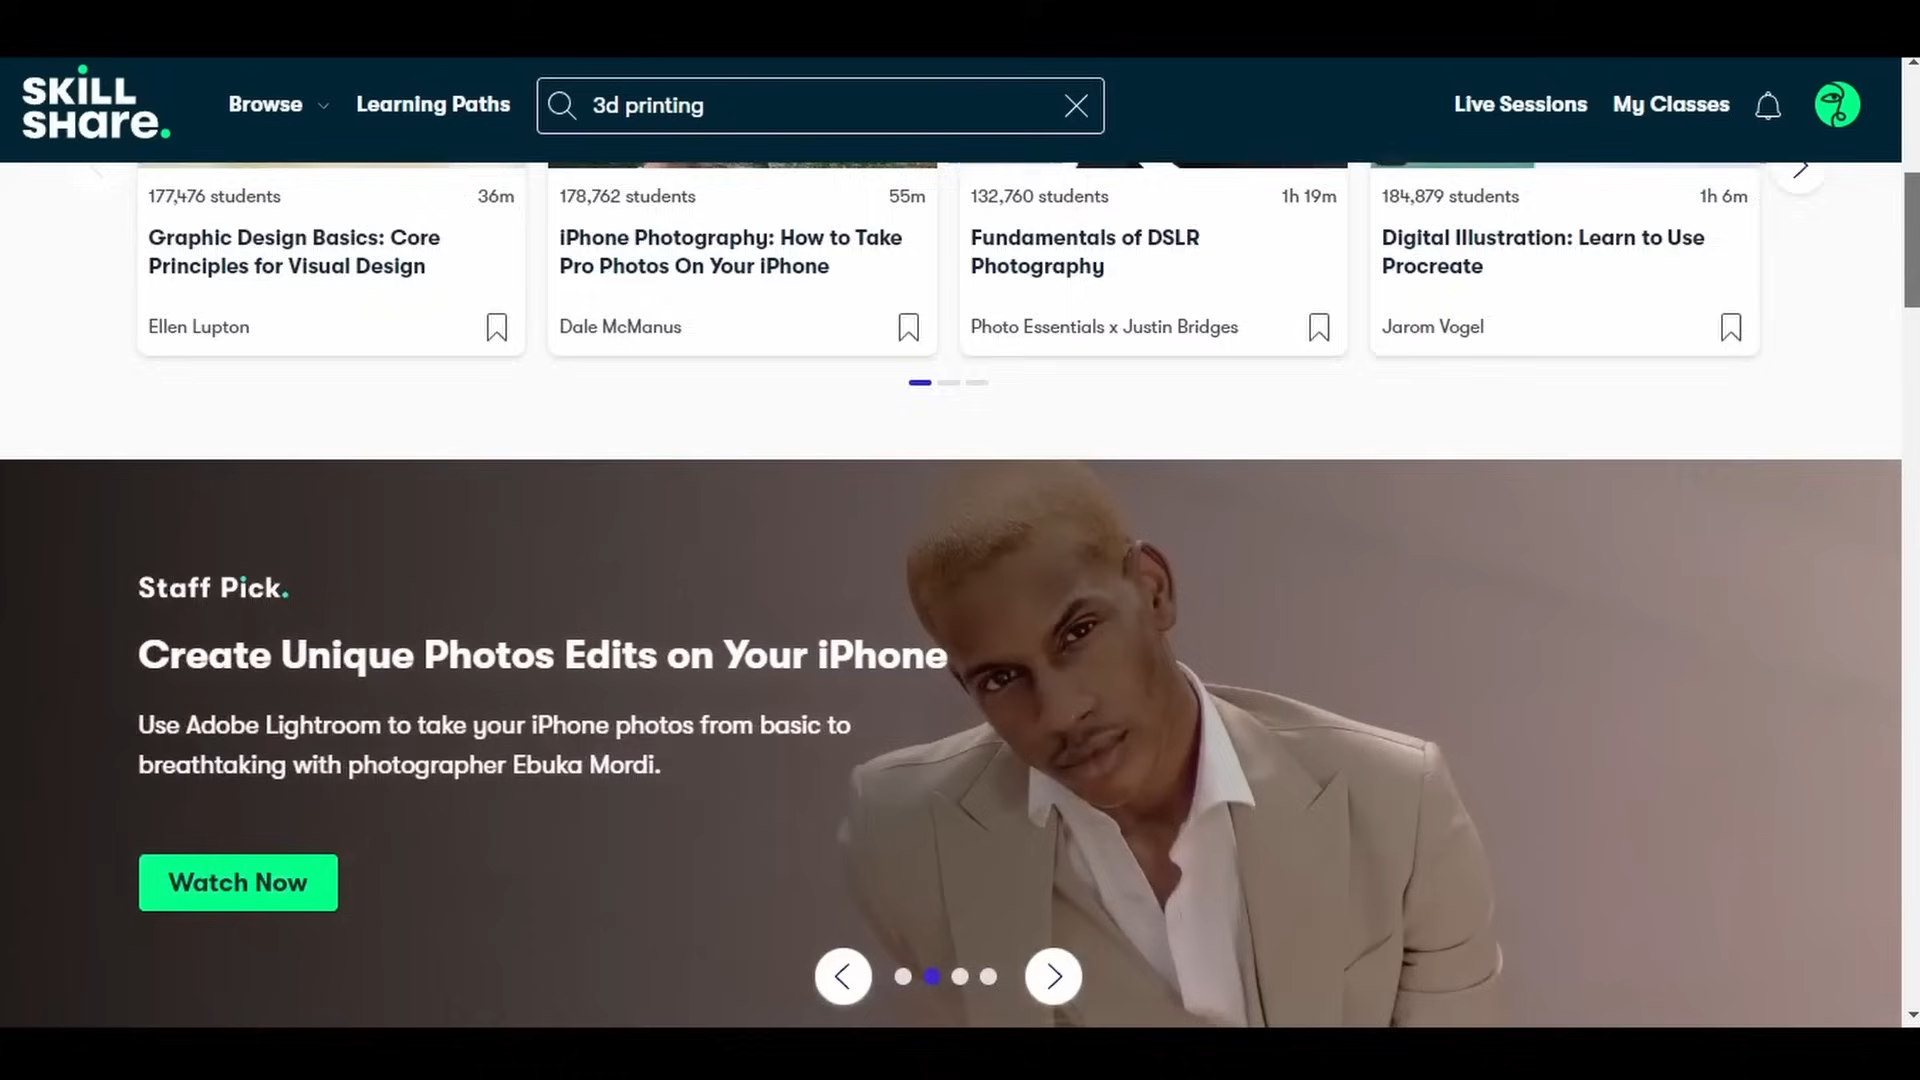 SKILL
SHare.
Browse
Learning Paths
3d printing
Live Sessions
My Classes
177,476 students
36m
178,762 students
55m
132,760 students
1h 19m
184,879 students
1h 6m
Graphic Design Basics: Core
Principles for Visual Design
iPhone Photography: How to Take
Pro Photos On Your iPhone
Fundamentals of DSLR
Photography
Digital Illustration: Learn to Use
Procreate
Ellen Lupton
Dale McManus
Photo Essentials x Justin Bridges
Jarom Vogel
Staff Pick.
Create Unique Photos Edits on Your iPhone
Use Adobe Lightroom to take your iPhone photos from basic to
breathtaking with photographer Ebuka Mordi.
Watch Now